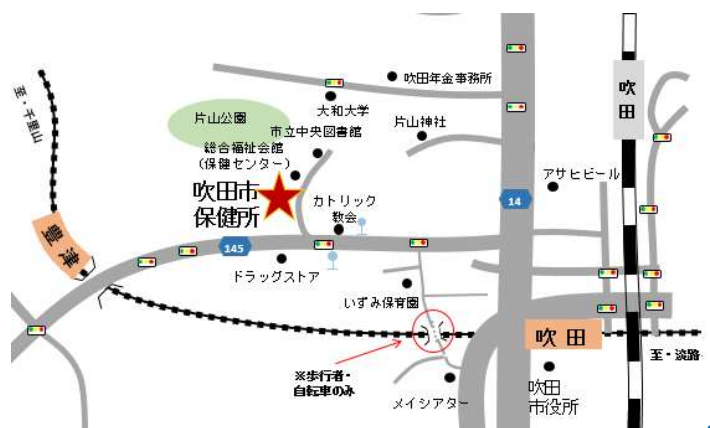 吹田年金事務所
大和大学
片山公園
市立中央図書館
片山神社
総合福祉会館
(保健センター)
吹田市
保健所
カトリック
教会
アサヒビール
吹田
14
145
至・千里山
豊津
ドラッグストア
いずみ保育園
吹田
至・淡路
※歩行者・
自転車のみ
メイシアター
吹田
市役所